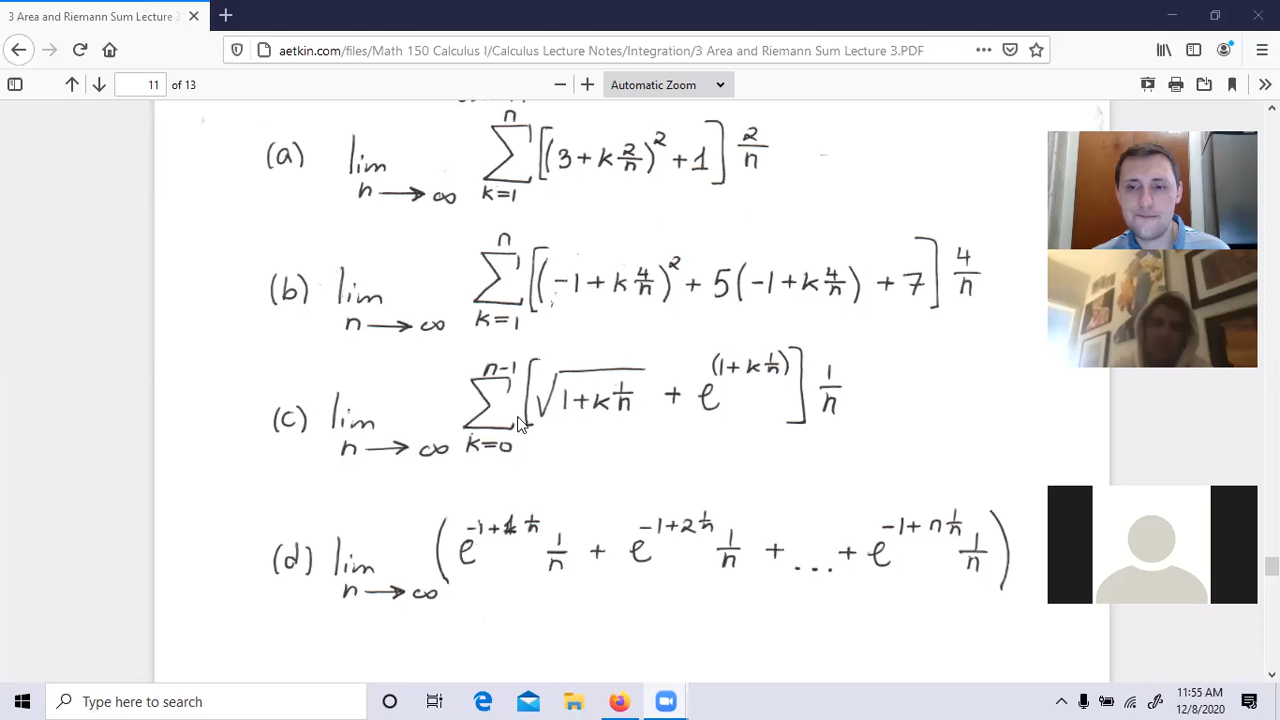 3 Area and Riemann Sum Lecture 3
aetkin.com/files/Math 150 Calculus I/Calculus Lecture Notes/Integration/3 Area and Riemann Sum Lecture 3.PDF
11 of 13
Automatic Zoom
(a) lim n→∞ ∑ k=1 n [(3+k 2/n)² +1] 2/n
(b) lim n→∞ ∑ k=1 n [(-1+k 4/n)² + 5(-1+k 4/n) + 7] 4/n
(c) lim n→∞ ∑ k=0 n-1 [√(1+k 1/n) + e^(1+k 1/n)] 1/n
(d) lim n→∞ (e^(-1+1 1/n) 1/n + e^(-1+2 1/n) 1/n + ... + e^(-1+n 1/n) 1/n)
Type here to search
11:55 AM
12/8/2020